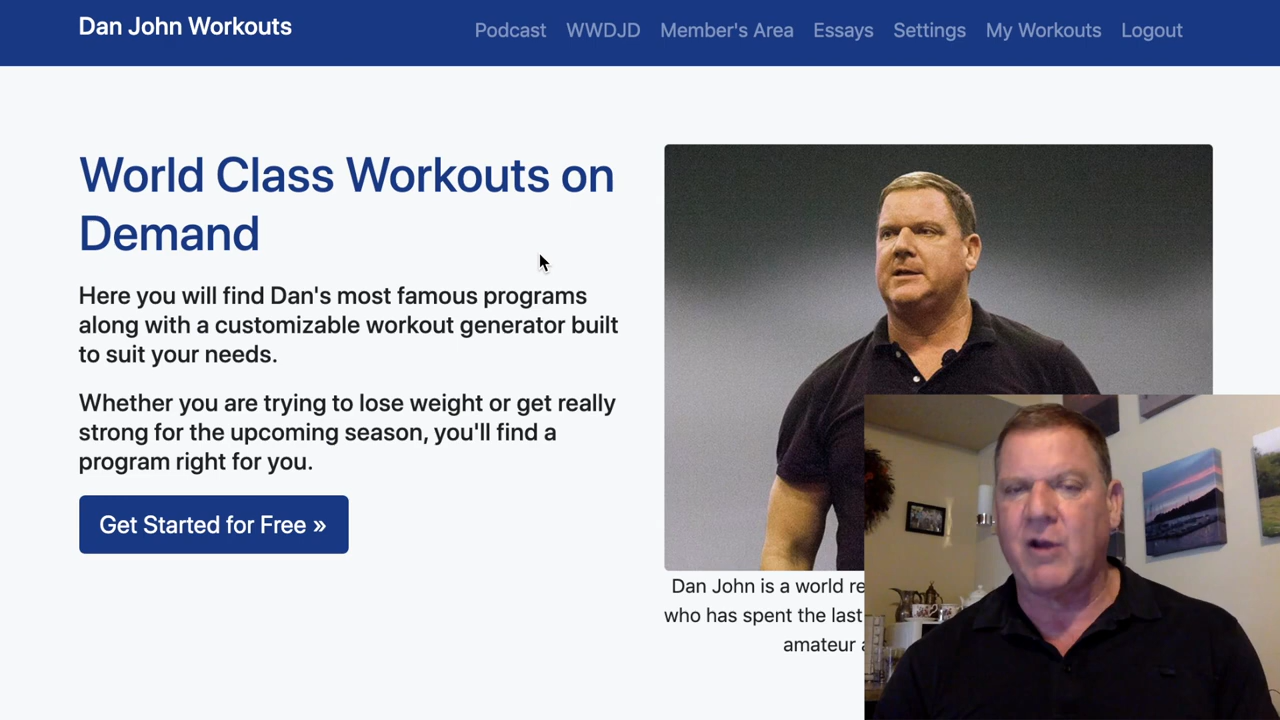 Dan John Workouts
Podcast WWDJD Member's Area Essays Settings My Workouts Logout
World Class Workouts on
Demand
Here you will find Dan's most famous programs
along with a customizable workout generator built
to suit your needs.
Whether you are trying to lose weight or get really
strong for the upcoming season, you'll find a
program right for you.
Get Started for Free »
Dan John is a world re
who has spent the last
amateur